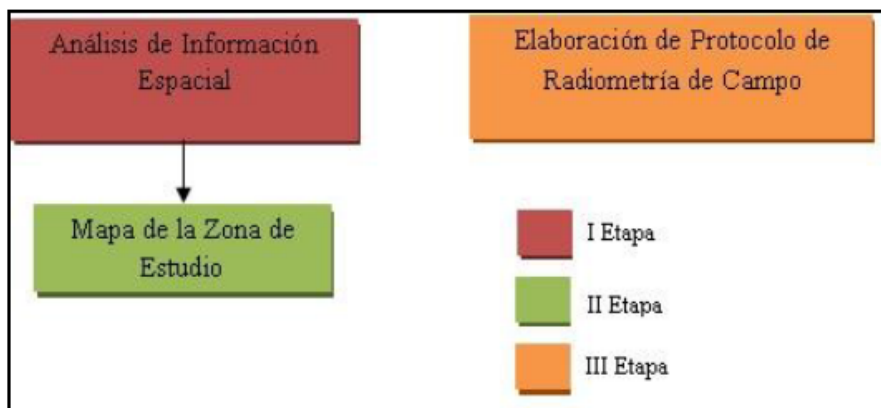 Análisis de Información
Espacial
Elaboración de Protocolo de
Radiometría de Campo
Mapa de la Zona de
Estudio
I Etapa
II Etapa
III Etapa